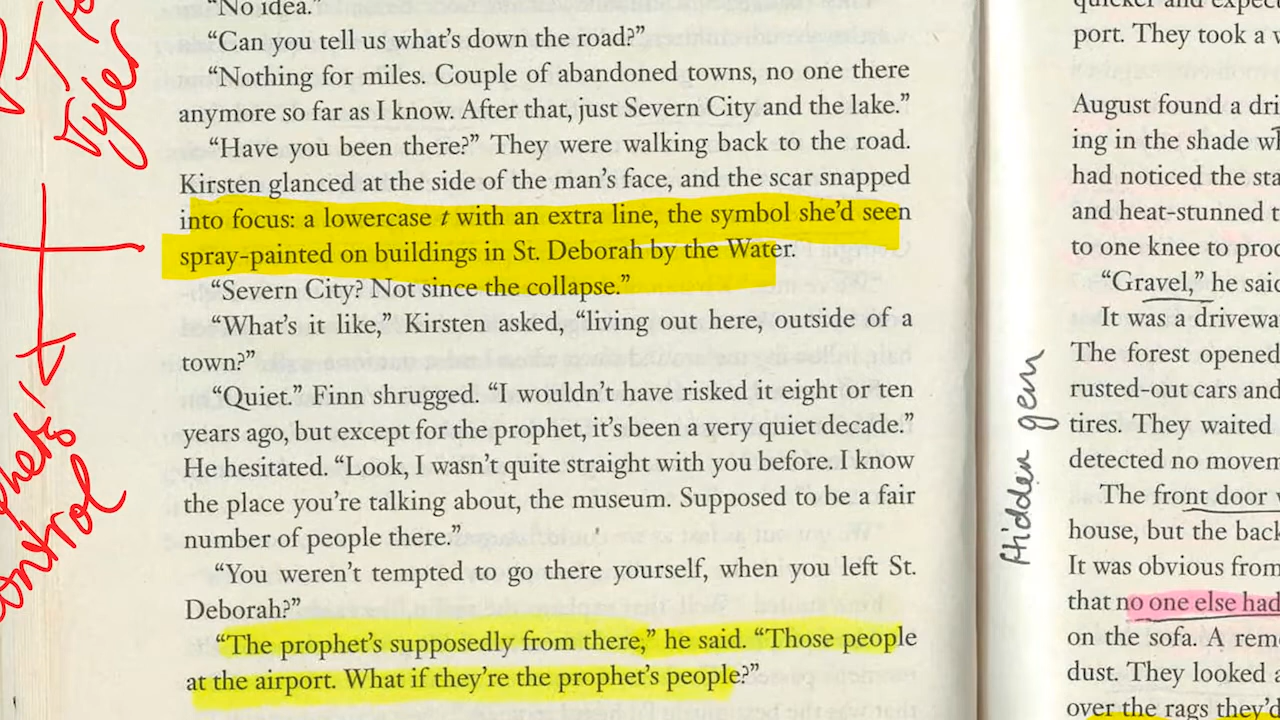 "No idea."
"Can you tell us what's down the road?"
"Nothing for miles. Couple of abandoned towns, no one there
anymore so far as I know. After that, just Severn City and the lake."
"Have you been there?" They were walking back to the road.
Kirsten glanced at the side of the man's face, and the scar snapped
into focus: a lowercase t with an extra line, the symbol she'd seen
spray-painted on buildings in St. Deborah by the Water.
"Severn City? Not since the collapse."
"What's it like," Kirsten asked, "living out here, outside of a
town?"
"Quiet." Finn shrugged. "I wouldn't have risked it eight or ten
years ago, but except for the prophet, it's been a very quiet decade."
He hesitated. "Look, I wasn't quite straight with you before. I know
the place you're talking about, the museum. Supposed to be a fair
number of people there."
"You weren't tempted to go there yourself, when you left St.
Deborah?"
"The prophet's supposedly from there," he said. "Those people
at the airport. What if they're the prophet's people?"
Tyler
Hidden gem
port. They took a
August found a
ing in the shade
had noticed the
and heat-stunned
to one knee to
"Gravel," he
It was a
The forest opened
rusted-out cars and
tires. They waited
detected no
The front door
house, but the
It was obvious from
that no one else had
on the sofa. A
dust. They looked
over the rags